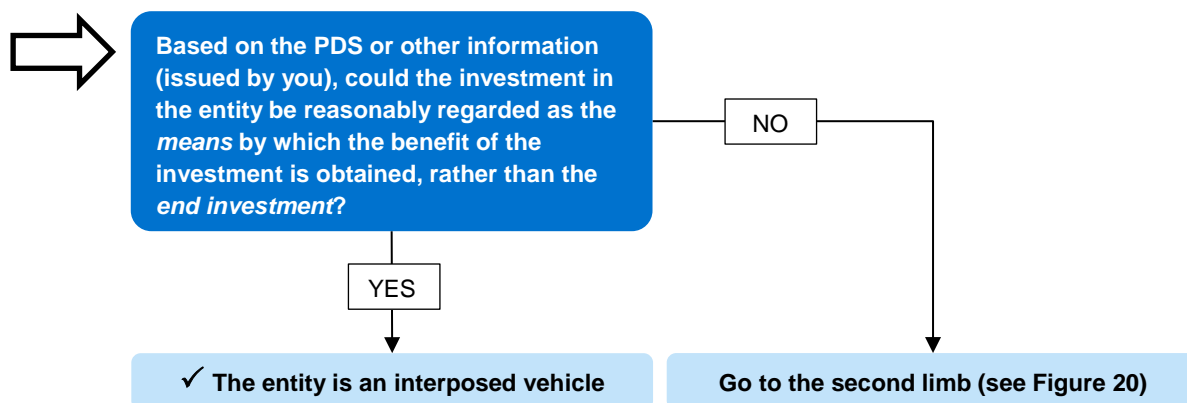 Based on the PDS or other information
(issued by you), could the investment in
the entity be reasonably regarded as the
means by which the benefit of the
investment is obtained, rather than the
end investment?
NO
YES
✓ The entity is an interposed vehicle
Go to the second limb (see Figure 20)